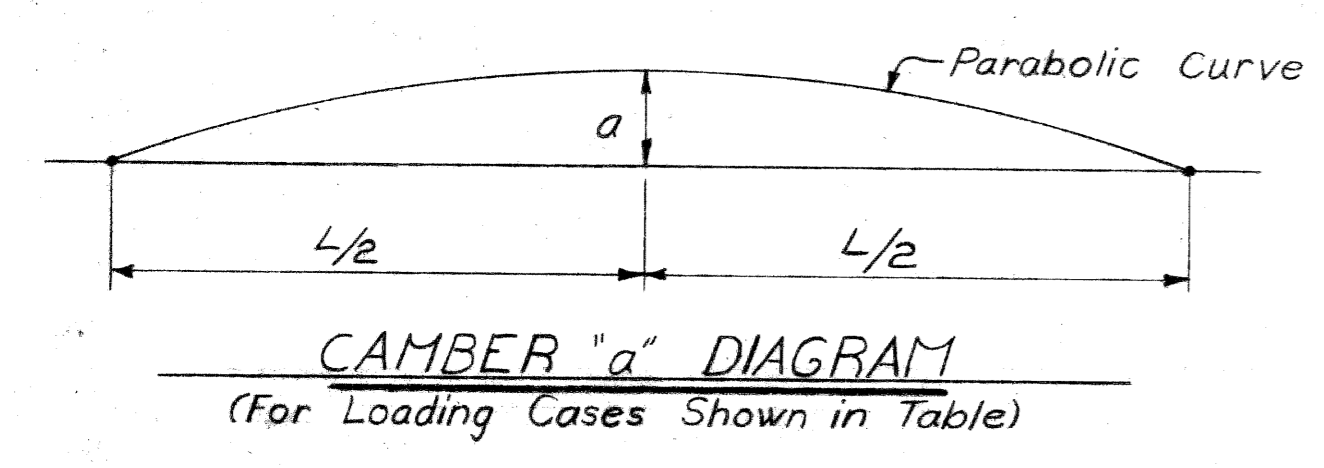 Parabolic Curve
a
L/2 L/2
CAMBER "a" DIAGRAM
(For Loading Cases Shown in Table)